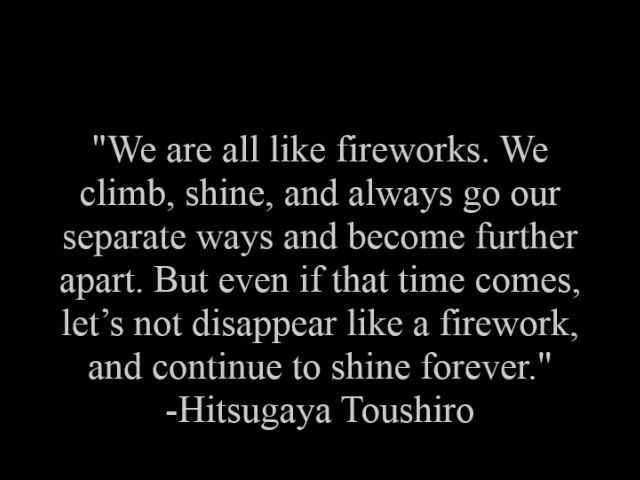 "We are all like fireworks. We
climb, shine, and always go our
separate ways and become further
apart. But even if that time comes,
let’s not disappear like a firework,
and continue to shine forever."
-Hitsugaya Toushiro